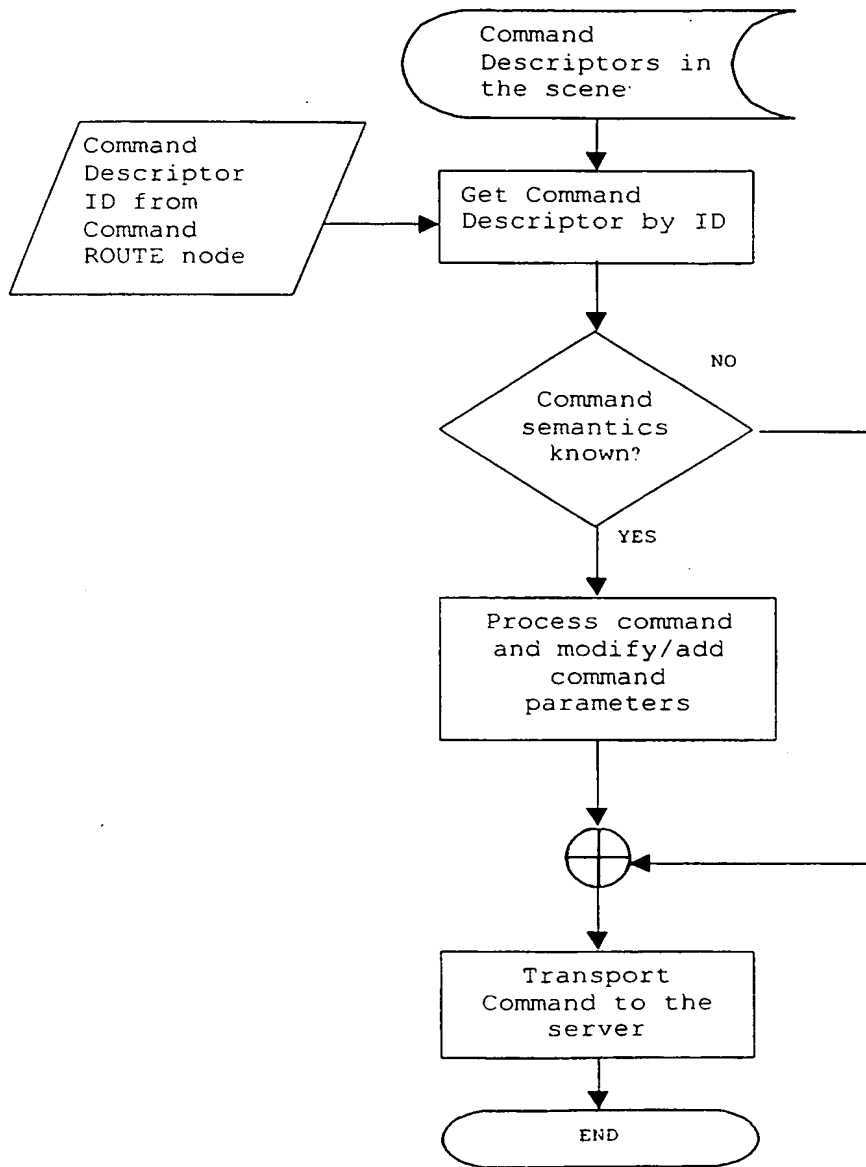 Command
Descriptors in
the scene
Command
Descriptor
ID from
Command
ROUTE node
Get Command
Descriptor by ID
NO
Command
semantics
known?
YES
Process command
and modify/add
command
parameters
Transport
Command to the
server
END